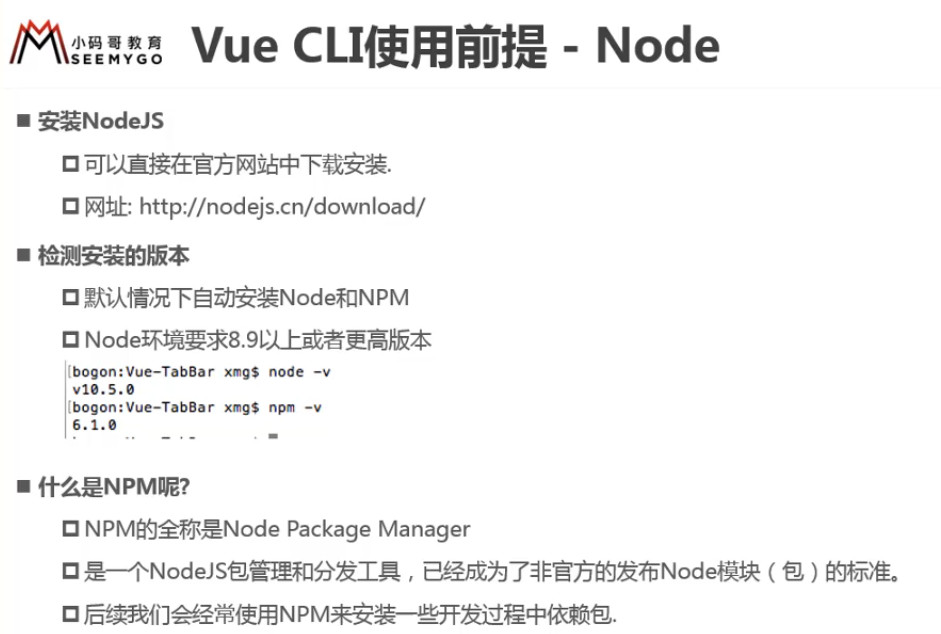 小码哥教育
SEEMYGO
Vue CLI使用前提 - Node
安装NodeJS
可以直接在官方网站中下载安装.
网址: http://nodejs.cn/download/
检测安装的版本
默认情况下自动安装Node和NPM
Node环境要求8.9以上或者更高版本
[bogon:Vue-TabBar xmg$ node -v
v10.5.0
[bogon:Vue-TabBar xmg$ npm -v
6.1.0
什么是NPM呢?
NPM的全称是Node Package Manager
是一个NodeJS包管理和分发工具，已经成为了非官方的发布Node模块（包）的标准。
后续我们会经常使用NPM来安装一些开发过程中依赖包.